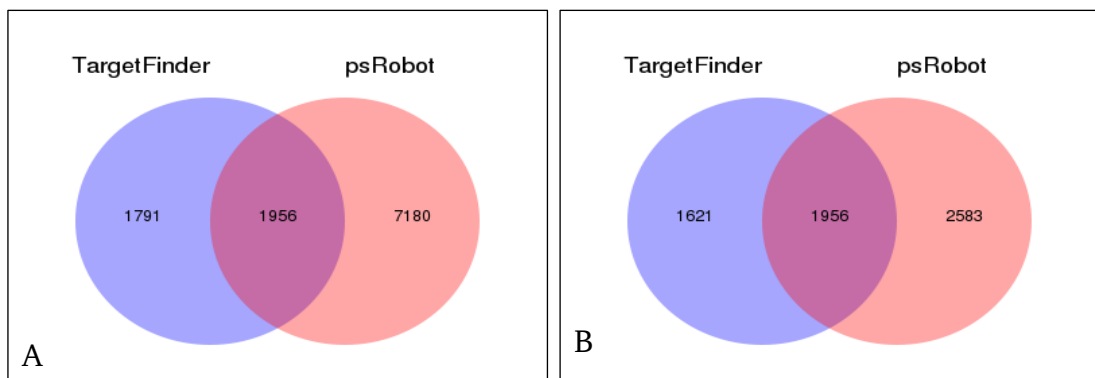 TargetFinder psRobot
1791 1956 7180
A
TargetFinder psRobot
1621 1956 2583
B